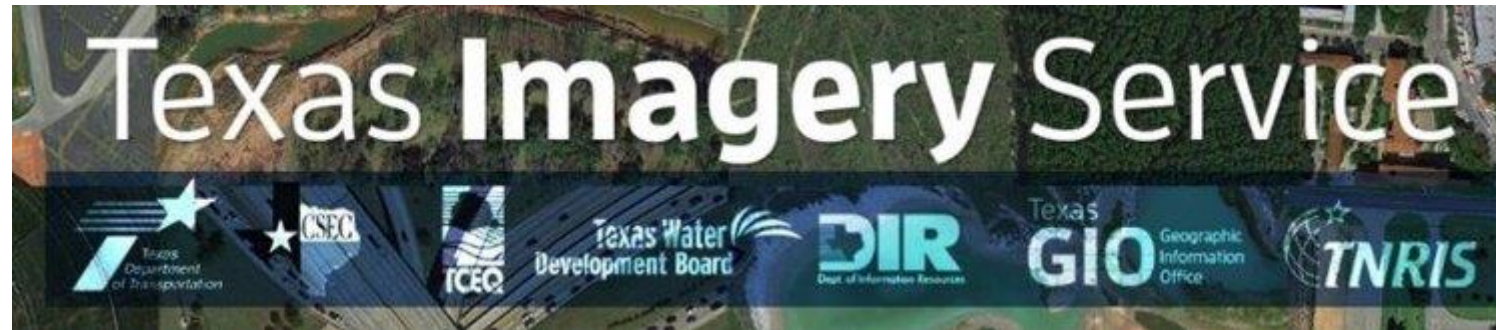 Texas Imagery Service
Texas
Department
of Transportation
CSEC
TCEQ
Texas Water
Development Board
DIR
Dept. of Information Resources
Texas
GIO
Geographic
Information
Office
TNRIS